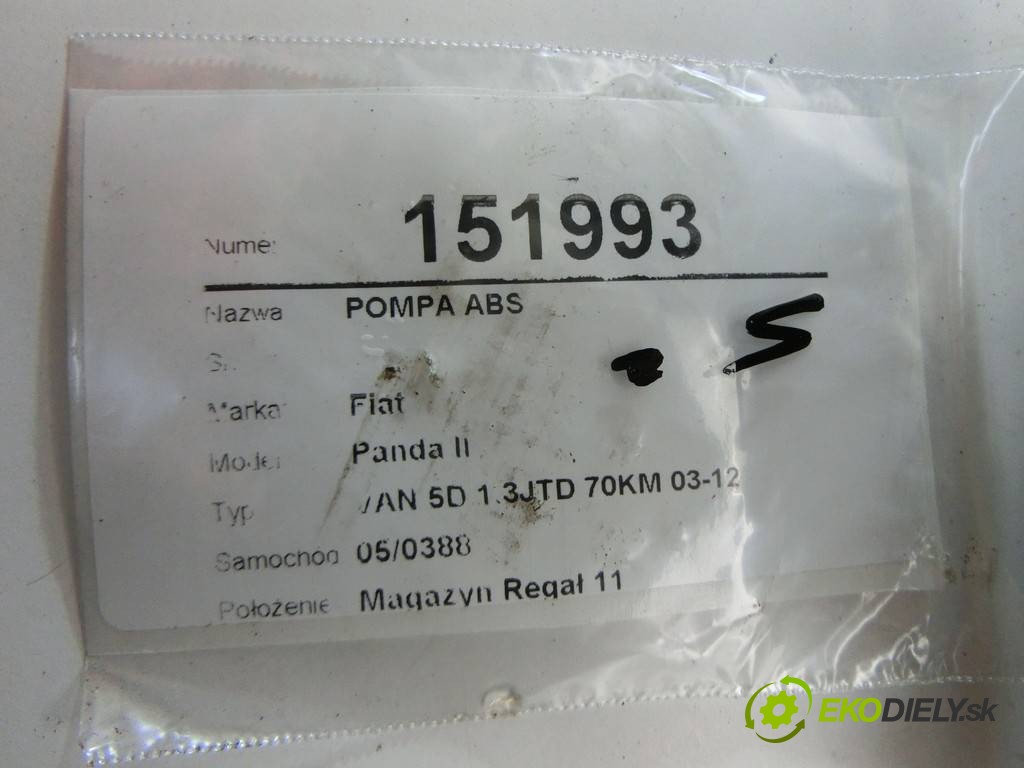 Numer 151993
Nazwa POMPA ABS
Marka Fiat
Model Panda II
Typ VAN 5D 1.3JTD 70KM 03-12
Samochód 05/0388
Położenie Magazyn Regał 11
EKODIELY.sk